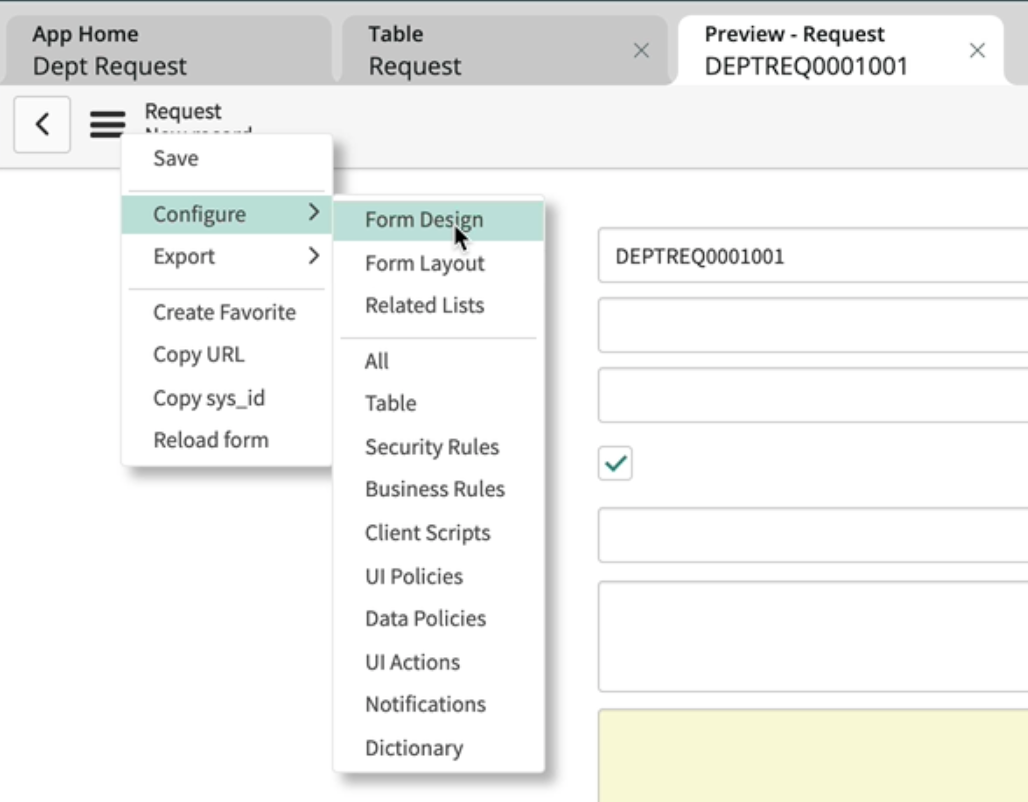 App Home
Dept Request
Table
Request
Preview - Request
DEPTREQ0001001
Request
New record
Save
Configure
Export
Create Favorite
Copy URL
Copy sys_id
Reload form
Form Design
Form Layout
Related Lists
All
Table
Security Rules
Business Rules
Client Scripts
UI Policies
Data Policies
UI Actions
Notifications
Dictionary
DEPTREQ0001001